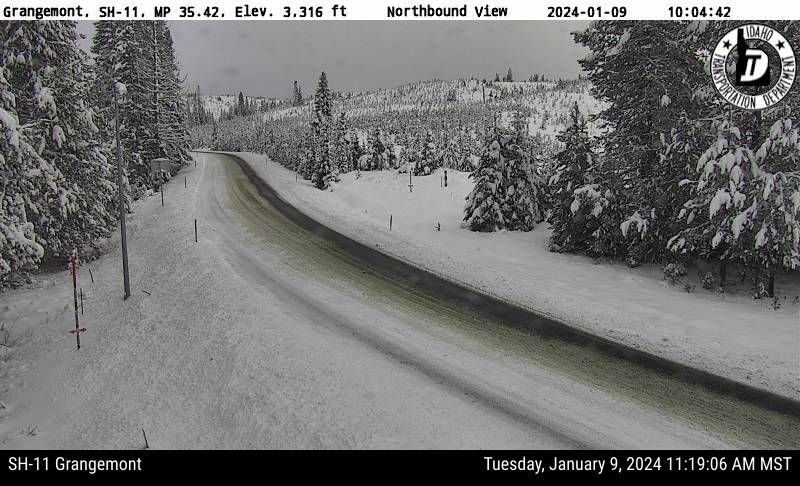 Grangemont, SH-11, MP 35.42, Elev. 3,316 ft Northbound View 2024-01-09 10:04:42
IDAHO
TRANSPORTATION DEPARTMENT
SH-11 Grangemont Tuesday, January 9, 2024 11:19:06 AM MST